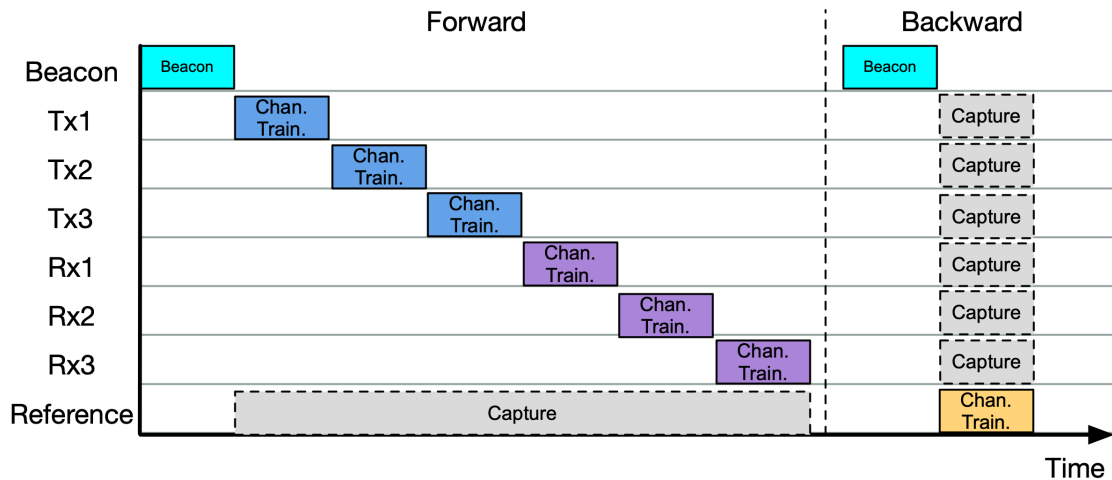 Forward Backward
Beacon Beacon Beacon
Tx1 Chan. Train. Capture
Tx2 Chan. Train. Capture
Tx3 Chan. Train. Capture
Rx1 Chan. Train. Capture
Rx2 Chan. Train. Capture
Rx3 Chan. Train. Capture
Reference Capture Chan. Train.
Time